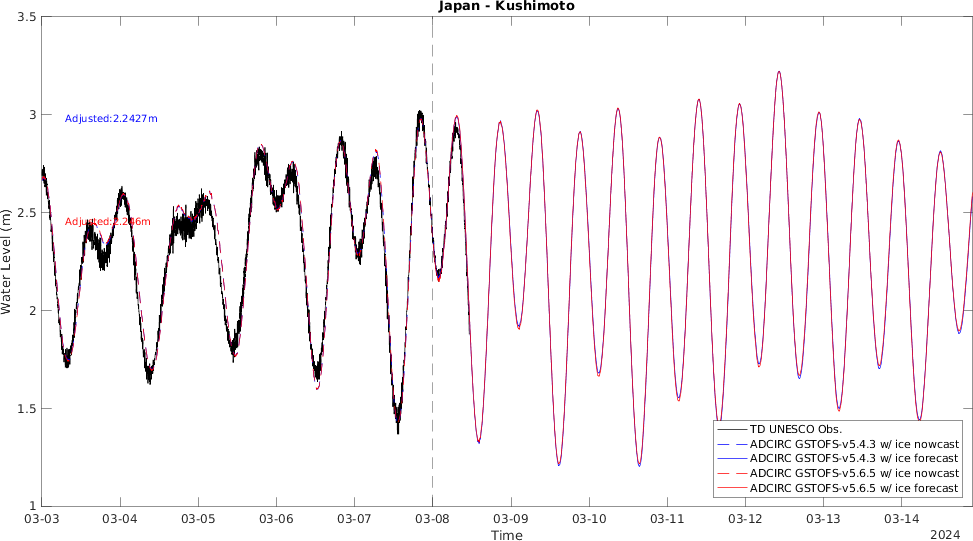 Japan - Kushimoto
3.5
3
2.5
2
1.5
1
Water Level (m)
Adjusted:2.2427m
Adjusted:2.246m
TD UNESCO Obs.
ADCIRC GSTOFS-v5.4.3 w/ ice nowcast
ADCIRC GSTOFS-v5.4.3 w/ ice forecast
ADCIRC GSTOFS-v5.6.5 w/ ice nowcast
ADCIRC GSTOFS-v5.6.5 w/ ice forecast
03-03 03-04 03-05 03-06 03-07 03-08 03-09 03-10 03-11 03-12 03-13 03-14
Time
2024